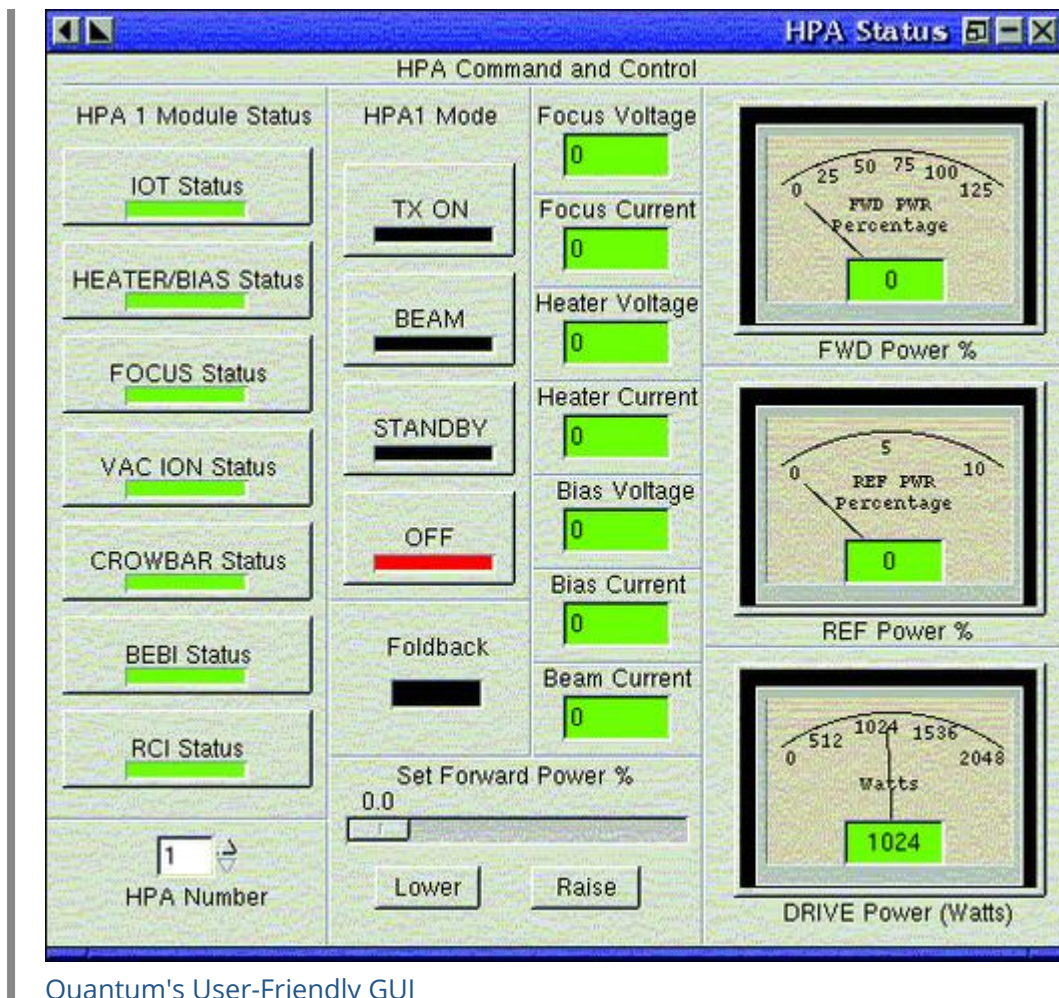 HPA Status
HPA Command and Control
HPA 1 Module Status
IOT Status
HEATER/BIAS Status
FOCUS Status
VAC ION Status
CROWBAR Status
BEBI Status
RCI Status
1
HPA Number
HPA1 Mode
TX ON
BEAM
STANDBY
OFF
Foldback
Focus Voltage
0
Focus Current
0
Heater Voltage
0
Heater Current
0
Bias Voltage
0
Bias Current
0
Beam Current
0
Set Forward Power %
0.0
Lower Raise
0 25 50 75 100 125
FWD PWR
Percentage
0
FWD Power %
0 5 10
REF PWR
Percentage
0
REF Power %
0 512 1024 1536 2048
Watts
1024
DRIVE Power (Watts)
Quantum's User-Friendly GUI